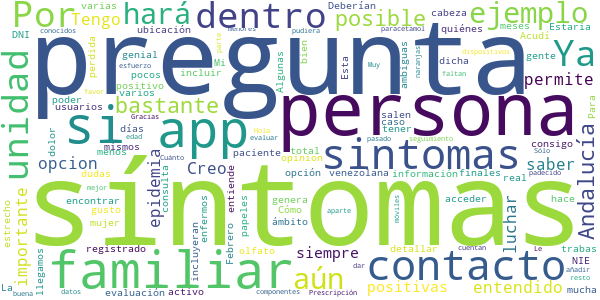 Por varias DNI hará dentro Deberían posible cabeza quiénes meses Acudí ejemplo Estaria
conocidos Tengo ubicación menores paracetamol
pregunta
perdida genial pocos esfuerzo Mi incluir parte bien Algunas Esta gente pudiera Muy ambiguas dicha Ya
favor poder positivo varios Gracias usuarios salen caso tener dispositivos naranjas faltan permite Para
unidad bastante si app Hola evaluar persona
dolor días edad mismos menos paciente total opinión
opcion dudas epidemia Creo Cuánto entiende sintomas pasado seguimiento consigo Sólo saber Andalucía
mejor opción venezolana informacion finales padecido
síntomas
estrecho importante encontrar gusto mujer consulta enfermos papeles genera Cómo ámbito real acceder luchar hace trabas
registrado olfato Febrero incluyeran siempre móviles detallar NIE
La llegamos familiar aún contacto positivas entendido
aparte cuentan Le añadir resto
buena datos evaluación activo componentes Prescripción dar mucha